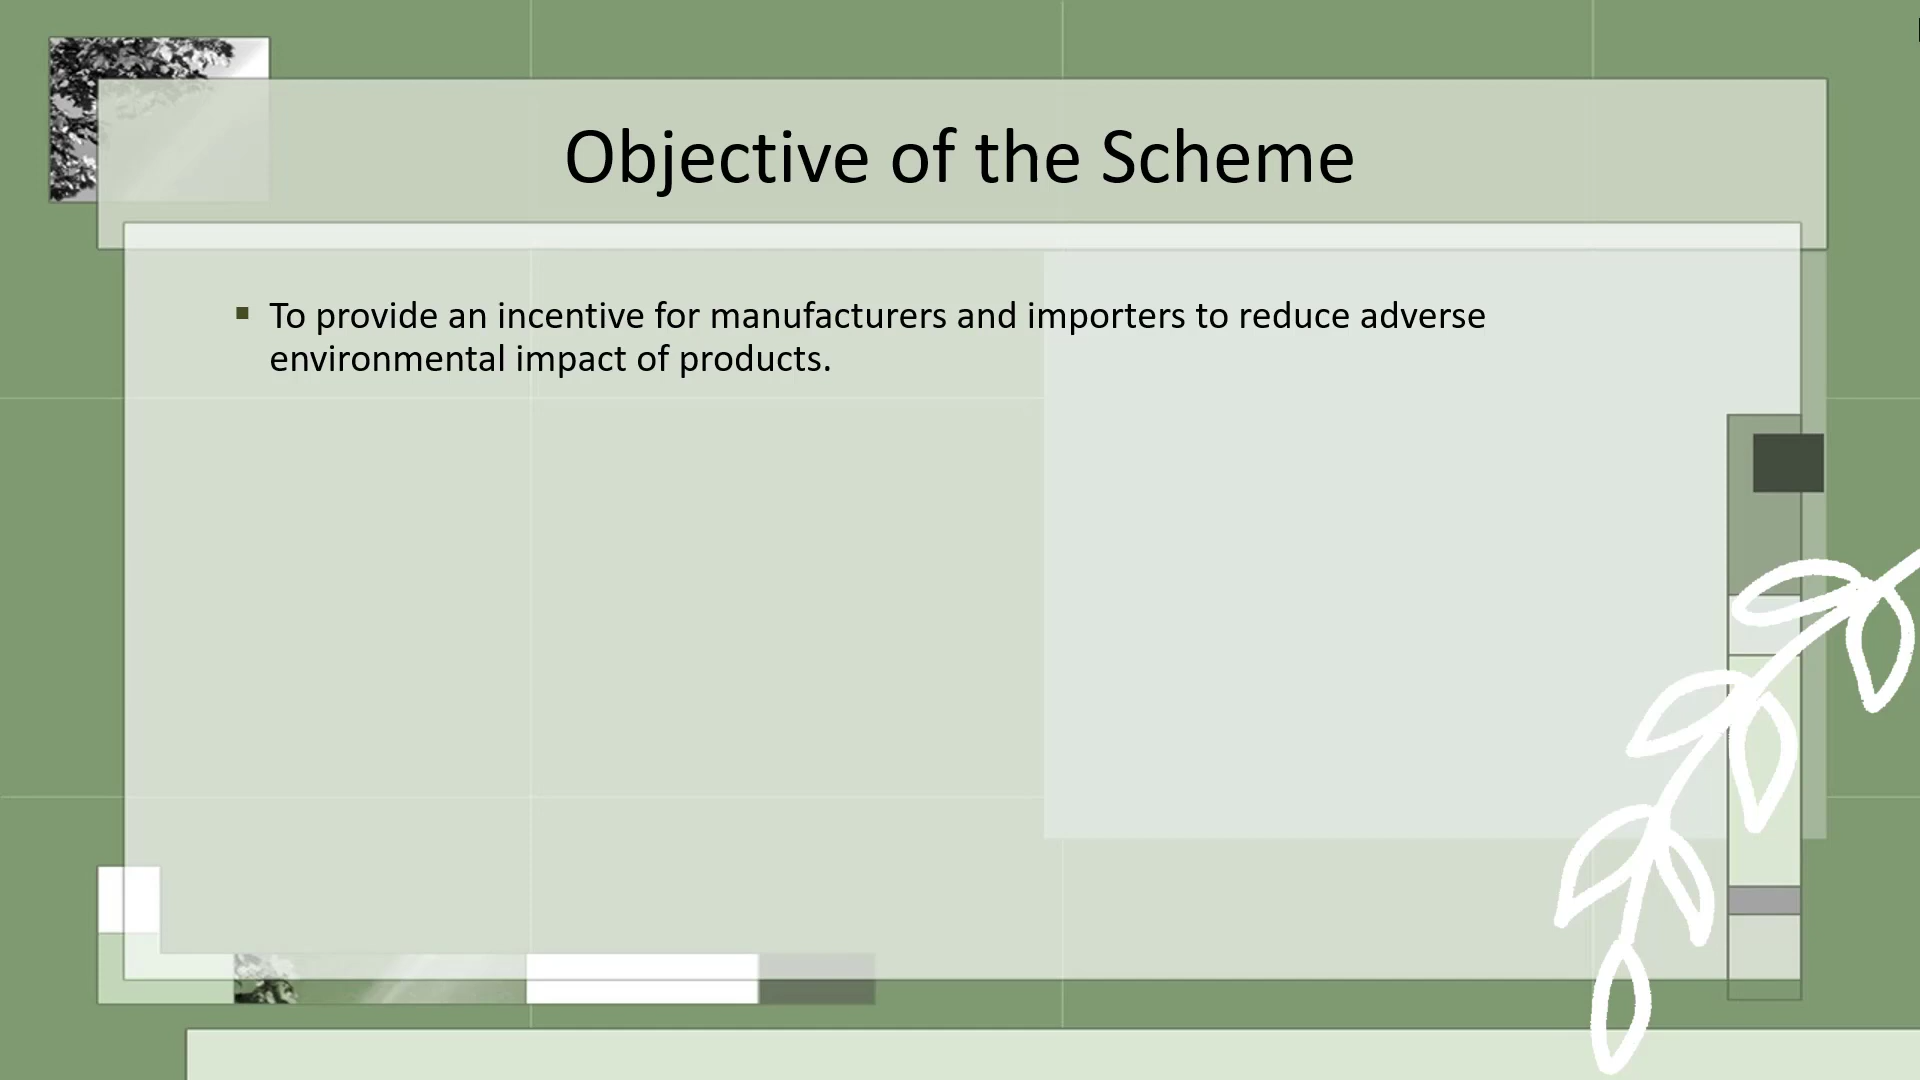 Objective of the Scheme
▪ To provide an incentive for manufacturers and importers to reduce adverse
environmental impact of products.